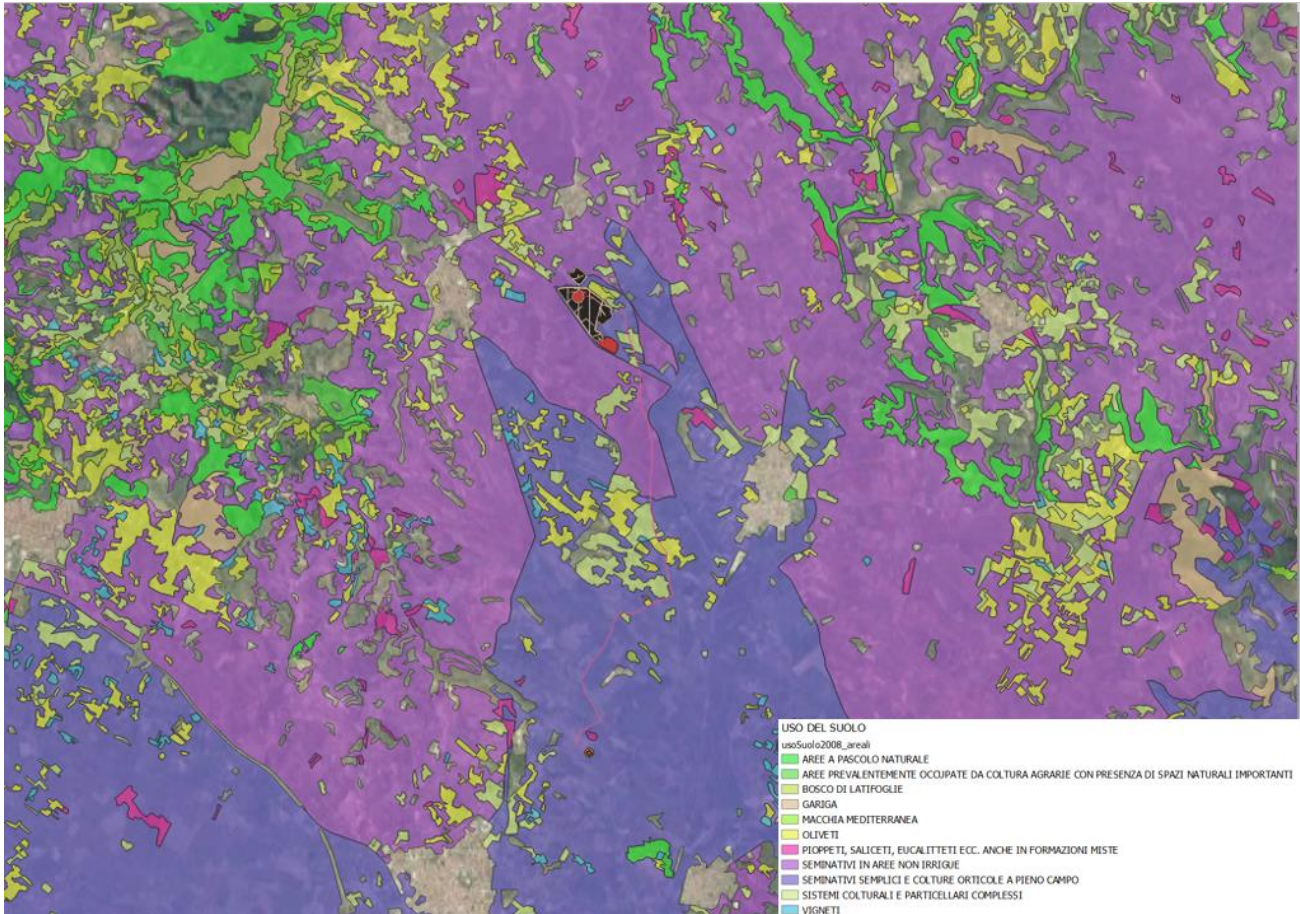 USO DEL SUOLO
usoSuolo2008_areali
AREE A PASCOLO NATURALE
AREE PREVALENTEMENTE OCCUPATE DA COLTURA AGRARIE CON PRESENZA DI SPAZI NATURALI IMPORTANTI
BOSCO DI LATIFOGLIE
GARIGA
MACCHIA MEDITERRANEA
OLIVETI
PIOPPETI, SALICETI, EUCALITTETI ECC. ANCHE IN FORMAZIONI MISTE
SEMINATIVI IN AREE NON IRRIGUE
SEMINATIVI SEMPLICI E COLTURE ORTICOLE A PIENO CAMPO
SISTEMI COLTURALI E PARTICELLARI COMPLESSI
VIGNETI